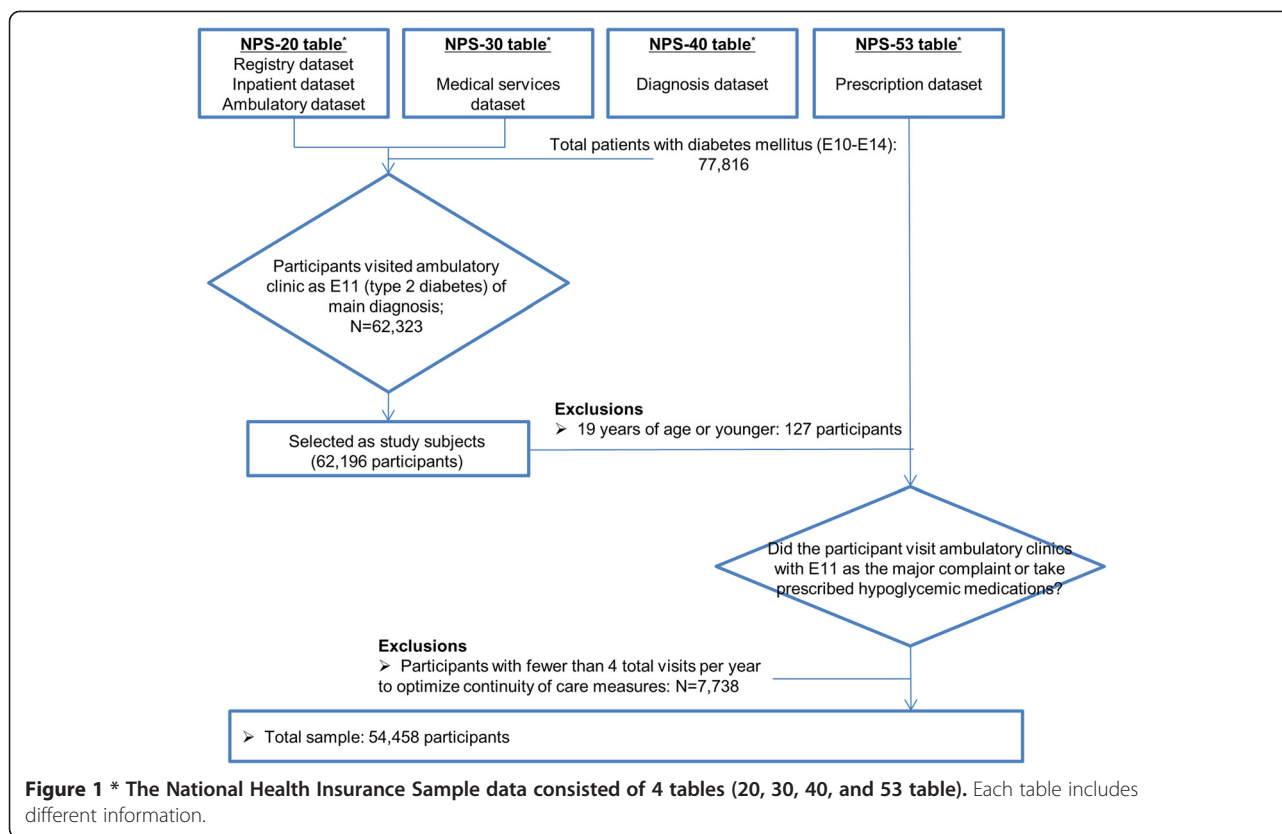 NPS-20 table*
Registry dataset
Inpatient dataset
Ambulatory dataset
NPS-30 table*
Medical services
dataset
NPS-40 table*
Diagnosis dataset
NPS-53 table*
Prescription dataset
Total patients with diabetes mellitus (E10-E14):
77,816
Participants visited ambulatory
clinic as E11 (type 2 diabetes) of
main diagnosis;
N=62,323
Exclusions
➢ 19 years of age or younger: 127 participants
Selected as study subjects
(62,196 participants)
Did the participant visit ambulatory clinics
with E11 as the major complaint or take
prescribed hypoglycemic medications?
Exclusions
➢ Participants with fewer than 4 total visits per year
to optimize continuity of care measures: N=7,738
➢ Total sample: 54,458 participants
Figure 1 * The National Health Insurance Sample data consisted of 4 tables (20, 30, 40, and 53 table). Each table includes
different information.